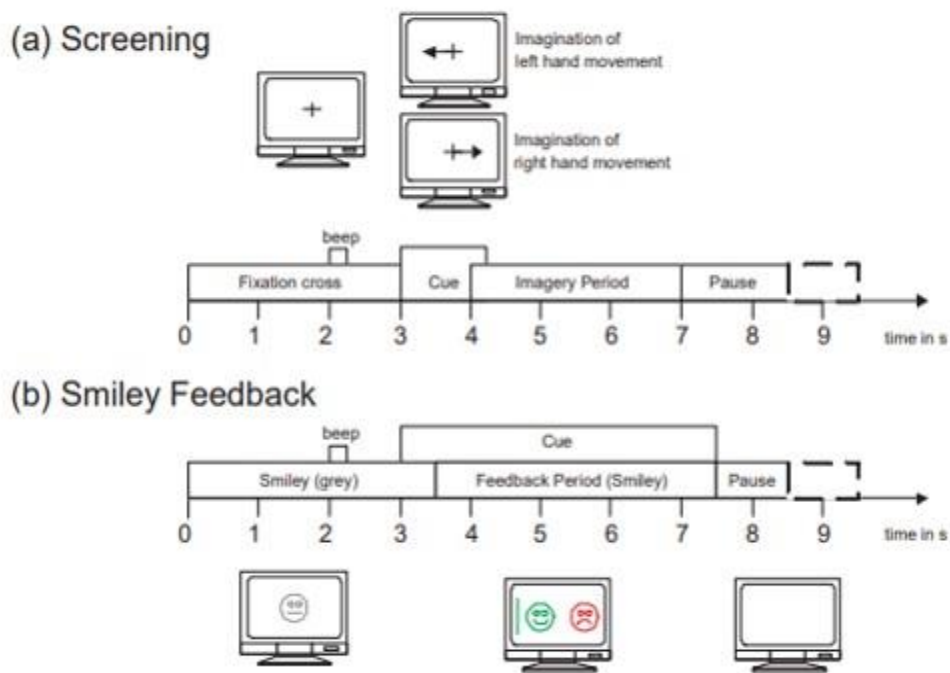 (a) Screening
Imagination of
left hand movement
Imagination of
right hand movement
beep
Fixation cross
Cue
Imagery Period
Pause
0 1 2 3 4 5 6 7 8 9 time in s
(b) Smiley Feedback
beep
Cue
Smiley (grey)
Feedback Period (Smiley)
Pause
0 1 2 3 4 5 6 7 8 9 time in s